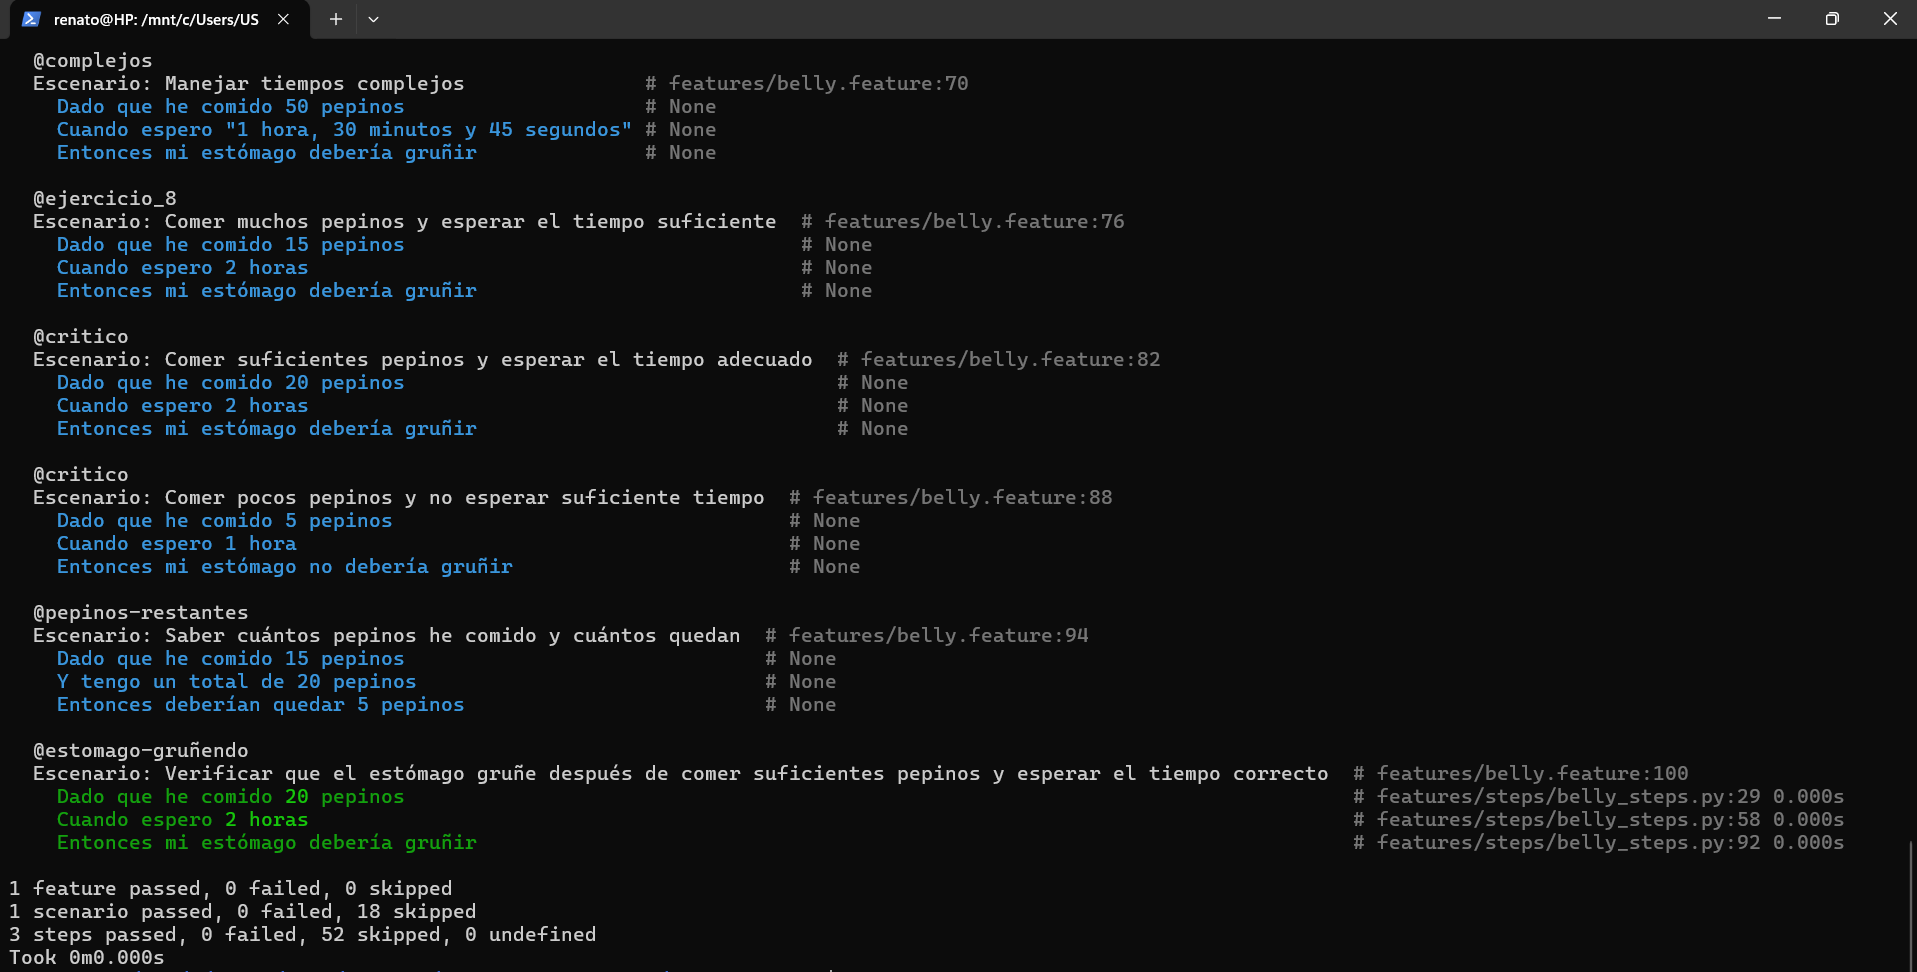 renato@HP: /mnt/c/Users/US
@complejos
Escenario: Manejar tiempos complejos # features/belly.feature:70
Dado que he comido 50 pepinos # None
Cuando espero "1 hora, 30 minutos y 45 segundos" # None
Entonces mi estómago debería gruñir # None
@ejercicio_8
Escenario: Comer muchos pepinos y esperar el tiempo suficiente # features/belly.feature:76
Dado que he comido 15 pepinos # None
Cuando espero 2 horas # None
Entonces mi estómago debería gruñir # None
@critico
Escenario: Comer suficientes pepinos y esperar el tiempo adecuado # features/belly.feature:82
Dado que he comido 20 pepinos # None
Cuando espero 2 horas # None
Entonces mi estómago debería gruñir # None
@critico
Escenario: Comer pocos pepinos y no esperar suficiente tiempo # features/belly.feature:88
Dado que he comido 5 pepinos # None
Cuando espero 1 hora # None
Entonces mi estómago no debería gruñir # None
@pepinos-restantes
Escenario: Saber cuántos pepinos he comido y cuántos quedan # features/belly.feature:94
Dado que he comido 15 pepinos # None
Y tengo un total de 20 pepinos # None
Entonces deberían quedar 5 pepinos # None
@estomago-gruñendo
Escenario: Verificar que el estómago gruñe después de comer suficientes pepinos y esperar el tiempo correcto # features/belly.feature:100
Dado que he comido 20 pepinos # features/steps/belly_steps.py:29 0.000s
Cuando espero 2 horas # features/steps/belly_steps.py:58 0.000s
Entonces mi estómago debería gruñir # features/steps/belly_steps.py:92 0.000s
1 feature passed, 0 failed, 0 skipped
1 scenario passed, 0 failed, 18 skipped
3 steps passed, 0 failed, 52 skipped, 0 undefined
Took 0m0.000s